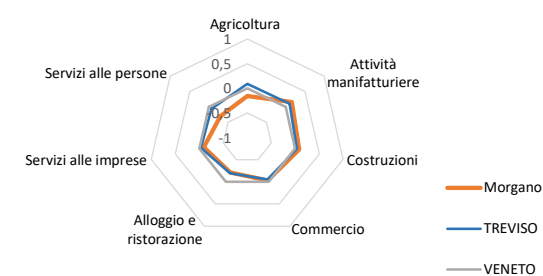 Agricoltura
1
0,5
0
-0,5
-1
Attività
manifatturiere
Costruzioni
Commercio
Alloggio e
ristorazione
Servizi alle imprese
Servizi alle persone
Morgano
TREVISO
VENETO